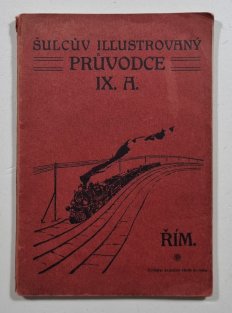 ŠULCŮV ILLUSTROVANÝ
PRŮVODCE
IX. A.
ŘÍM.